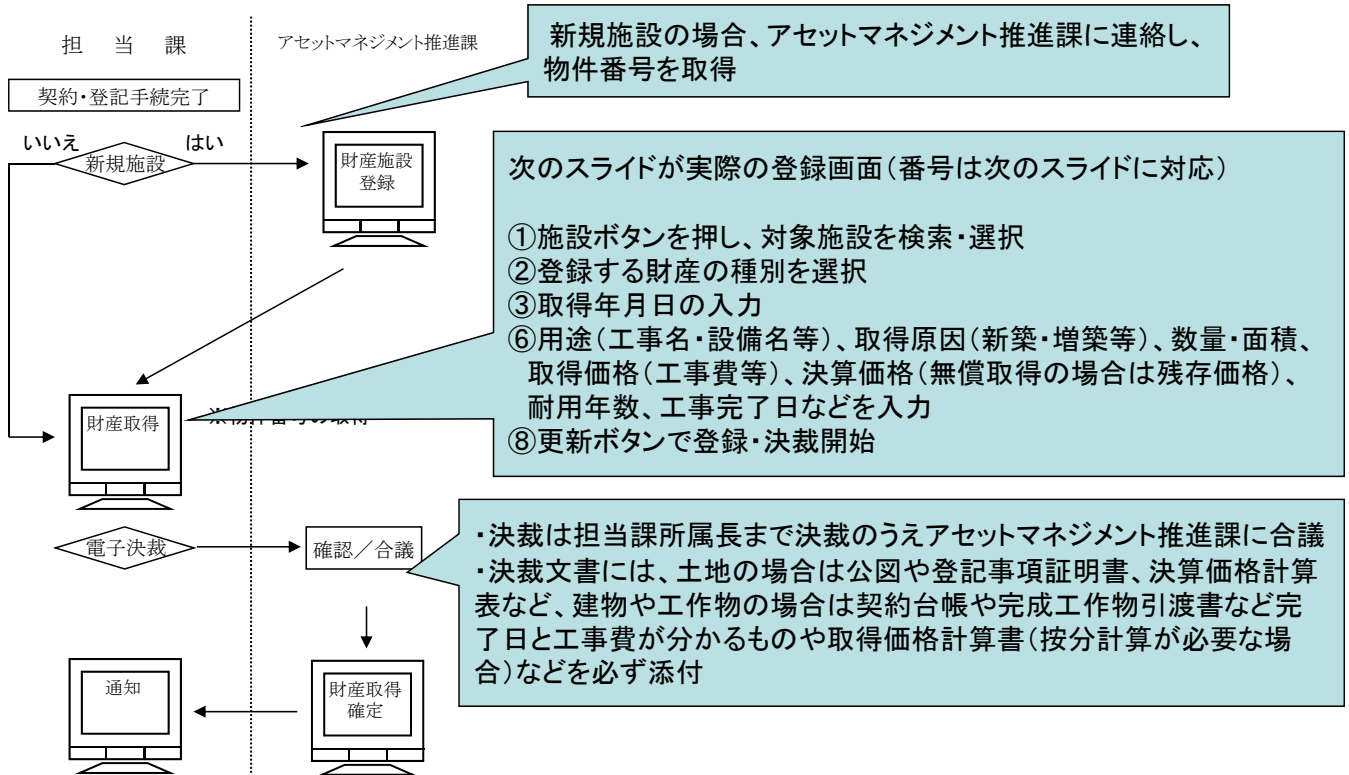 担　当　課
アセットマネジメント推進課
新規施設の場合、アセットマネジメント推進課に連絡し、
物件番号を取得
契約・登記手続完了
いいえ
はい
新規施設
財産施設
登録
次のスライドが実際の登録画面(番号は次のスライドに対応)
①施設ボタンを押し、対象施設を検索・選択
②登録する財産の種別を選択
③取得年月日の入力
⑥用途(工事名・設備名等)、取得原因(新築・増築等)、数量・面積、
取得価格(工事費等)、決算価格(無償取得の場合は残存価格)、
耐用年数、工事完了日などを入力
⑧更新ボタンで登録・決裁開始
財産取得
※物件番号の取得
電子決裁
確認／合議
・決裁は担当課所属長まで決裁のうえアセットマネジメント推進課に合議
・決裁文書には、土地の場合は公図や登記事項証明書、決算価格計算
表など、建物や工作物の場合は契約台帳や完成工作物引渡書など完
了日と工事費が分かるものや取得価格計算書(按分計算が必要な場
合)などを必ず添付
通知
財産取得
確定